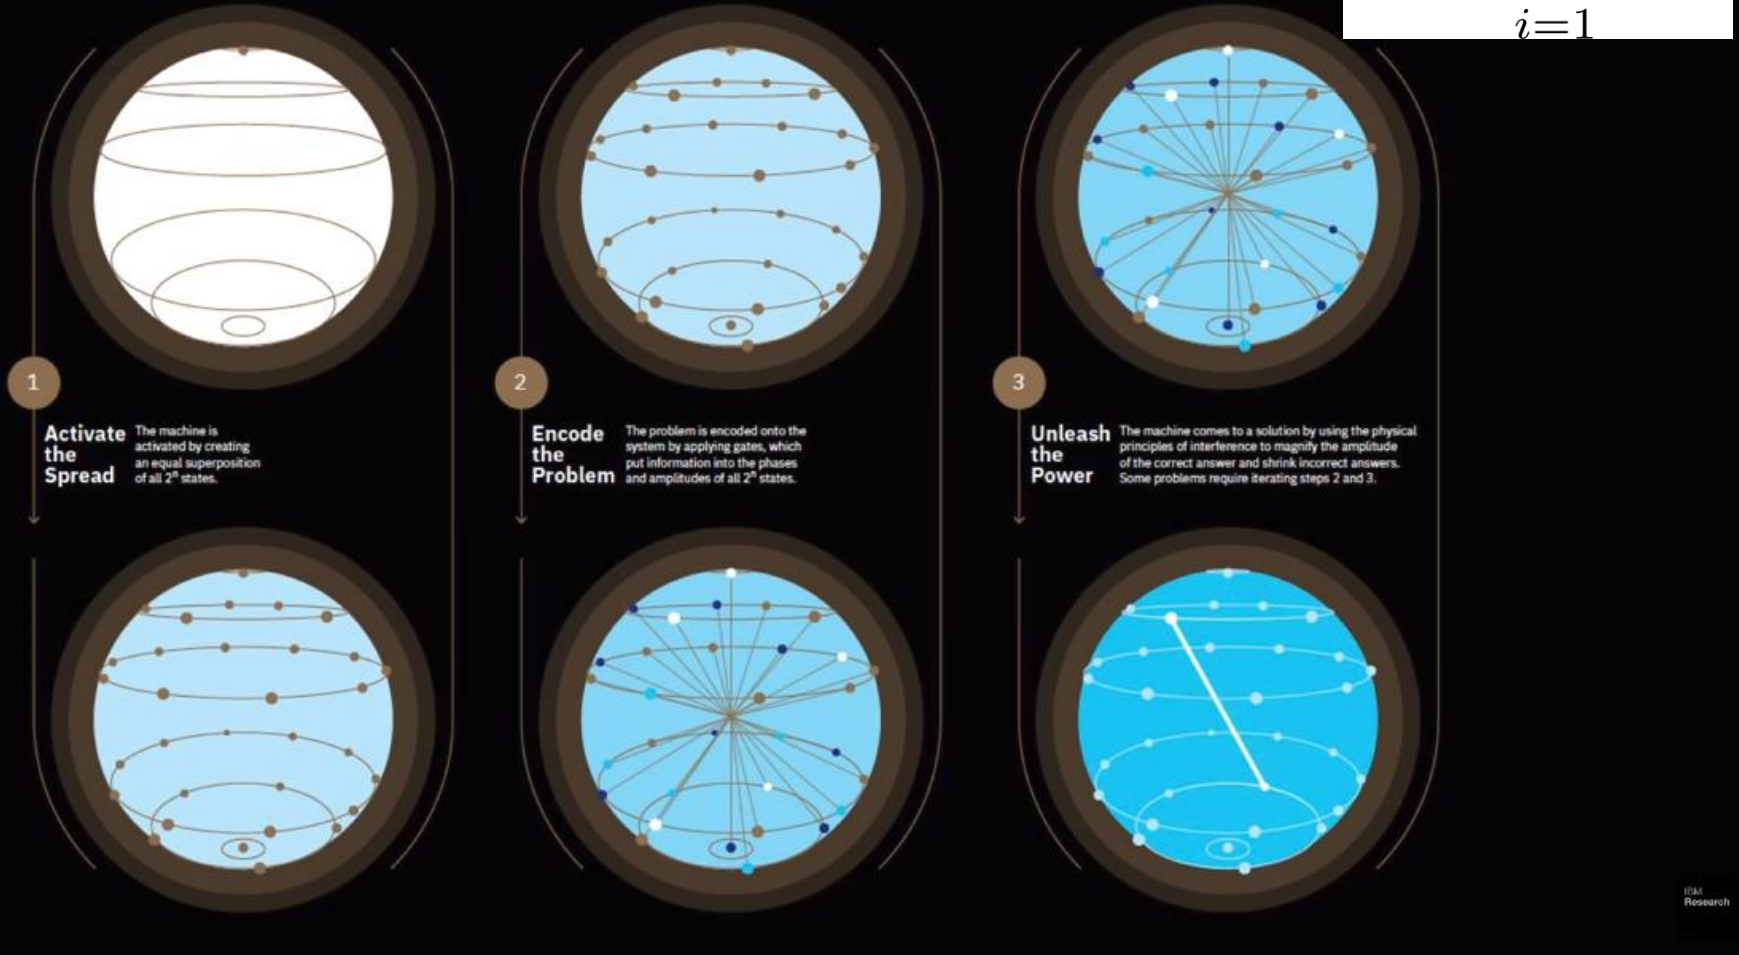 i=1
1
Activate
the
Spread
The machine is
activated by creating
an equal superposition
of all 2ⁿ states.
2
Encode
the
Problem
The problem is encoded onto the
system by applying gates, which
put information into the phases
and amplitudes of all 2ⁿ states.
3
Unleash
the
Power
The machine comes to a solution by using the physical
principles of interference to magnify the amplitude
of the correct answer and shrink incorrect answers.
Some problems require iterating steps 2 and 3.
IBM
Research